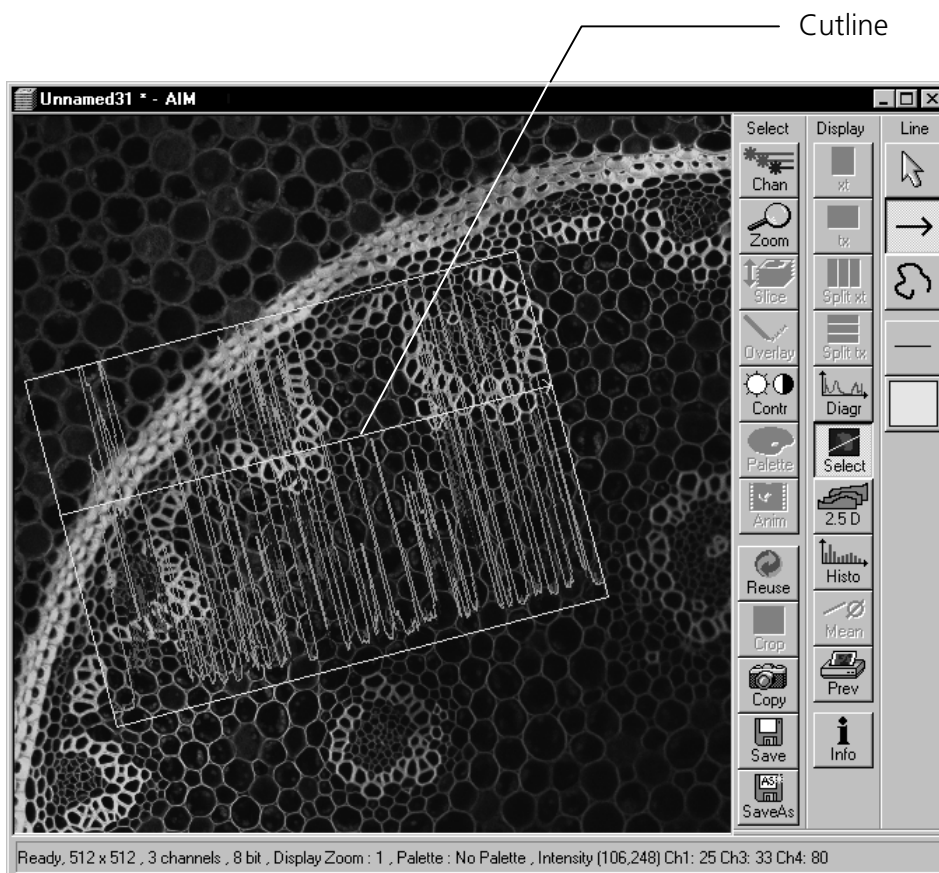 Cutline
Unnamed31 * - AIM
Select
Chan
Zoom
Slice
Overlay
Contr
Palette
Anim
Reuse
Crop
Copy
Save
AS
SaveAs
Display
xt
tx
Split xt
Split tx
Diagr
Select
2.5 D
Histo
Mean
Prev
Info
Line
Ready, 512 x 512 , 3 channels , 8 bit , Display Zoom : 1 , Palette : No Palette , Intensity (106,248) Ch1: 25 Ch3: 33 Ch4: 80